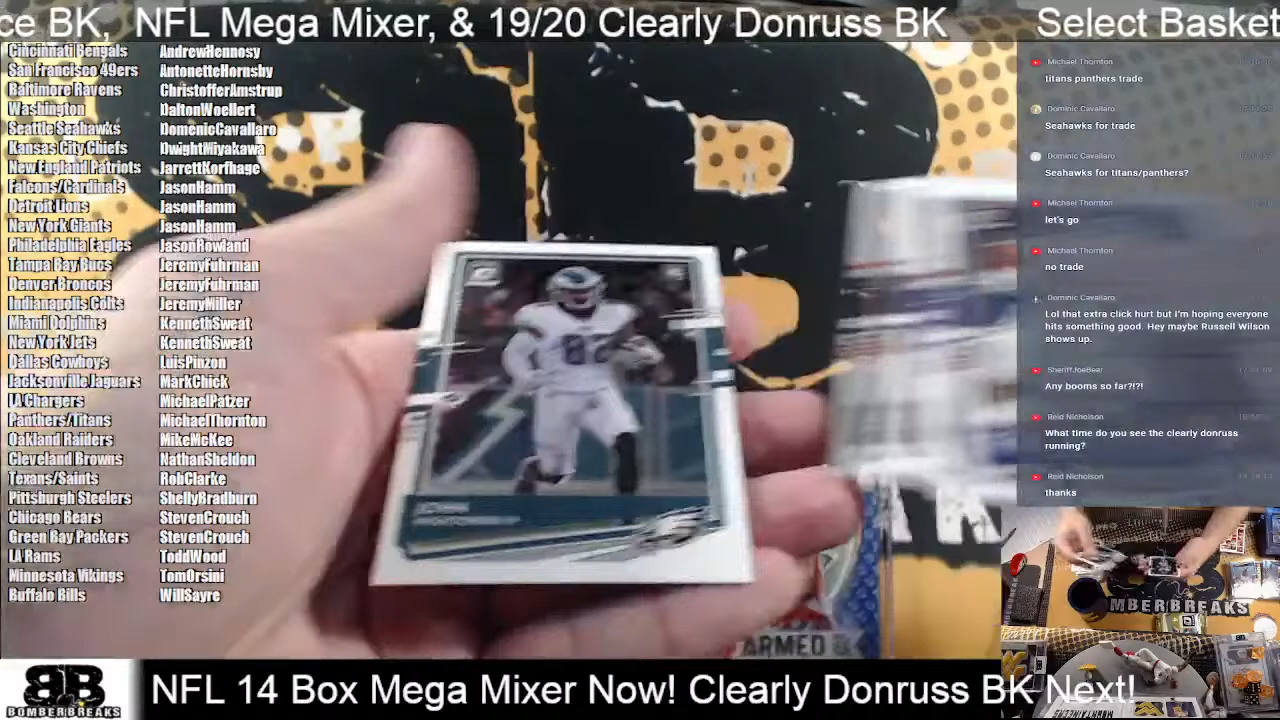 ce BK, NFL Mega Mixer, & 19/20 Clearly Donruss BK Select Basket
Cincinnati Bengals AndrewHennosy
San Francisco 49ers AntonetteHornsby
Baltimore Ravens ChristofferAmstrup
Washington DaltonWoellert
Seattle Seahawks DomenicCavallaro
Kansas City Chiefs DwightMiyakawa
New England Patriots JarrettKorfhage
Falcons/Cardinals JasonHamm
Detroit Lions JasonHamm
New York Giants JasonHamm
Philadelphia Eagles JasonRowland
Tampa Bay Bucs JeremyFuhrman
Denver Broncos JeremyFuhrman
Indianapolis Colts JeremyMiller
Miami Dolphins KennethSweat
New York Jets KennethSweat
Dallas Cowboys LuisPinzon
Jacksonville Jaguars MarkChick
LA Chargers MichaelPatzer
Panthers/Titans MichaelThornton
Oakland Raiders MikeMcKee
Cleveland Browns NathanSheldon
Texans/Saints RobClarke
Pittsburgh Steelers ShellyBradburn
Chicago Bears StevenCrouch
Green Bay Packers StevenCrouch
LA Rams ToddWood
Minnesota Vikings TomOrsini
Buffalo Bills WillSayre
Michael Thornton
titans panthers trade
Dominic Cavallaro
Seahawks for trade
Dominic Cavallaro
Seahawks for titans/panthers?
Michael Thornton
let's go
Michael Thornton
no trade
Dominic Cavallaro
Lol that extra click hurt but I'm hoping everyone
hits something good. Hey maybe Russell Wilson
shows up.
SheriffJoeBear
Any booms so far?!?!
Reid Nicholson
What time do you see the clearly donruss
running?
Reid Nicholson
thanks
ARMED &
MBERBREAKS
BB
BOMBERBREAKS
NFL 14 Box Mega Mixer Now! Clearly Donruss BK Next!